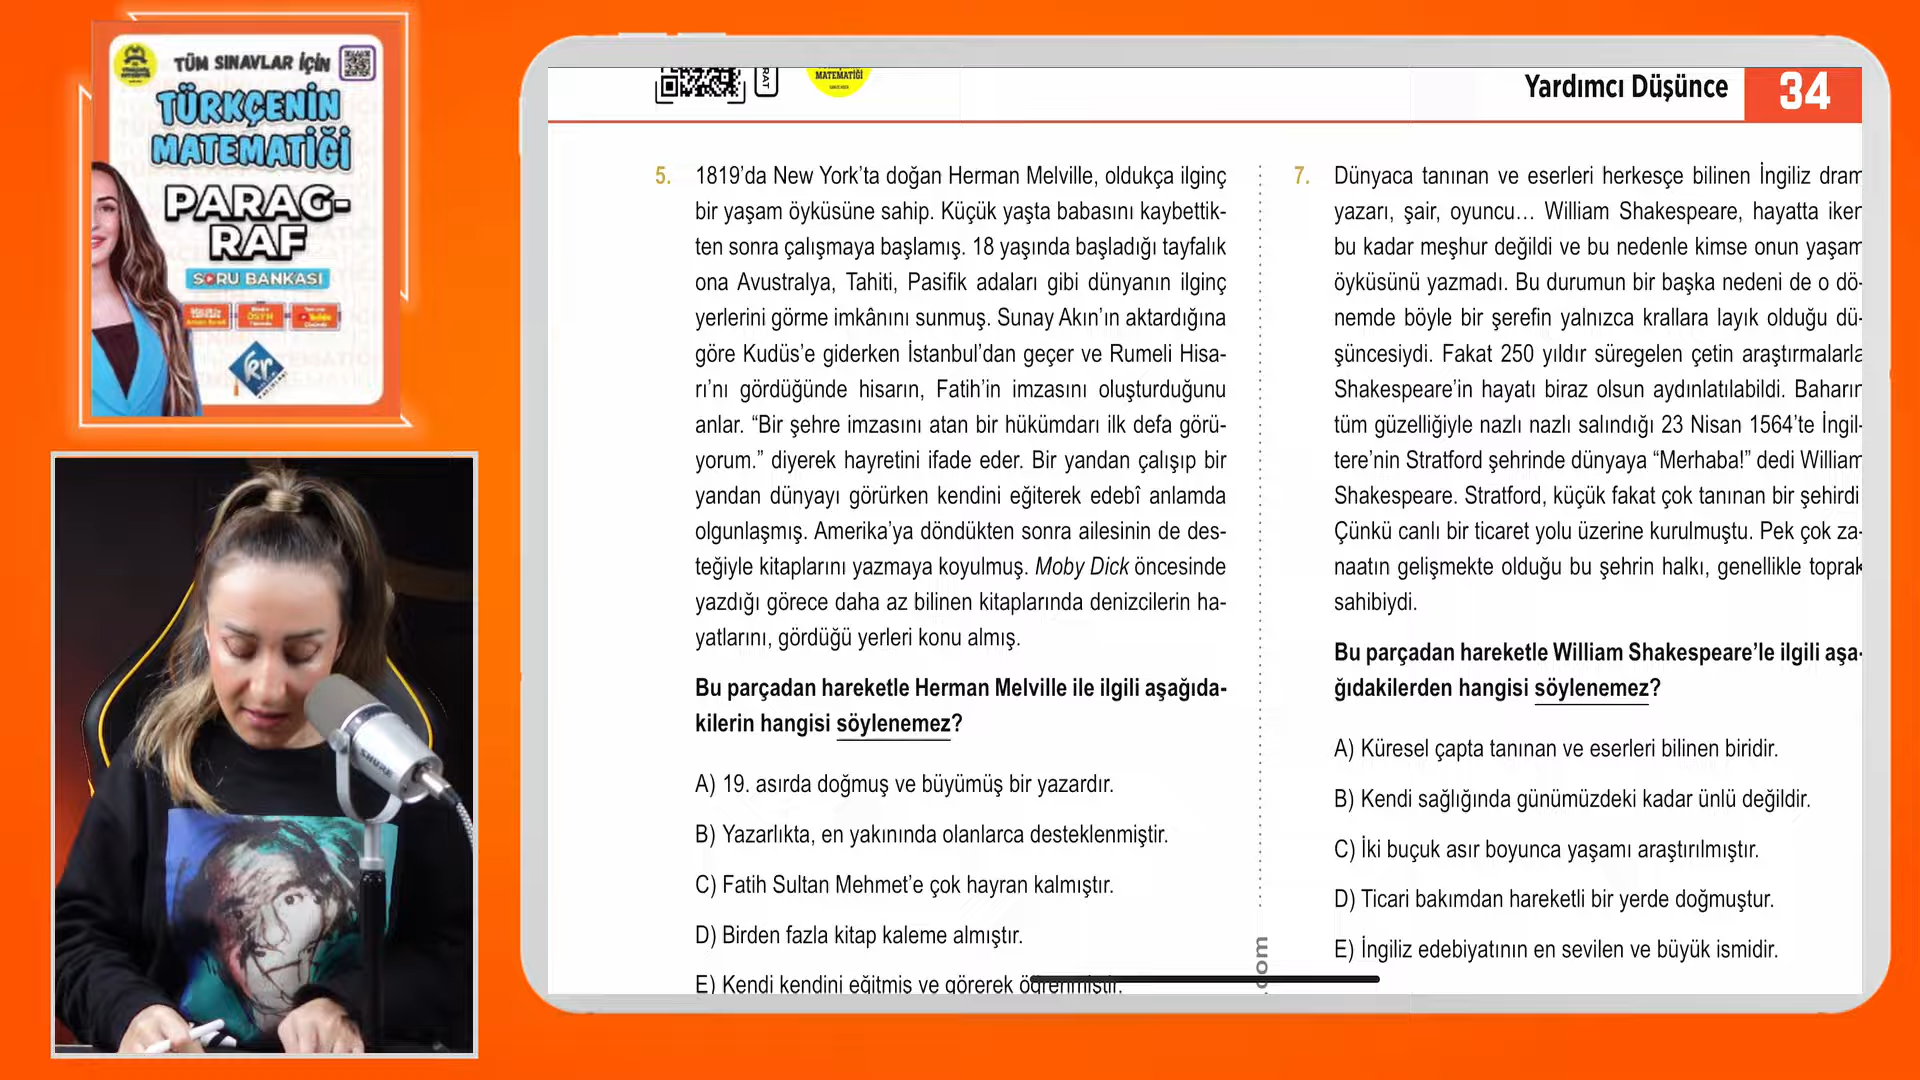 TÜM SINAVLAR İÇİN
TÜRKÇENİN
MATEMATİĞİ
PARAG-
RAF
SORU BANKASI
SHURE
MATEMATİĞİ
Yardımcı Düşünce
34
5. 1819’da New York’ta doğan Herman Melville, oldukça ilginç
bir yaşam öyküsüne sahip. Küçük yaşta babasını kaybettik-
ten sonra çalışmaya başlamış. 18 yaşında başladığı tayfalık
ona Avustralya, Tahiti, Pasifik adaları gibi dünyanın ilginç
yerlerini görme imkânını sunmuş. Sunay Akın’ın aktardığına
göre Kudüs’e giderken İstanbul’dan geçer ve Rumeli Hisa-
rı’nı gördüğünde hisarın, Fatih’in imzasını oluşturduğunu
anlar. “Bir şehre imzasını atan bir hükümdarı ilk defa görü-
yorum.” diyerek hayretini ifade eder. Bir yandan çalışıp bir
yandan dünyayı görürken kendini eğiterek edebî anlamda
olgunlaşmış. Amerika’ya döndükten sonra ailesinin de des-
teğiyle kitaplarını yazmaya koyulmuş. Moby Dick öncesinde
yazdığı görece daha az bilinen kitaplarında denizcilerin ha-
yatlarını, gördüğü yerleri konu almış.
Bu parçadan hareketle Herman Melville ile ilgili aşağıda-
kilerin hangisi söylenemez?
A) 19. asırda doğmuş ve büyümüş bir yazardır.
B) Yazarlıkta, en yakınında olanlarca desteklenmiştir.
C) Fatih Sultan Mehmet’e çok hayran kalmıştır.
D) Birden fazla kitap kaleme almıştır.
E) Kendi kendini eğitmiş ve görerek öğrenmiştir.
.com
7. Dünyaca tanınan ve eserleri herkesçe bilinen İngiliz dram
yazarı, şair, oyuncu… William Shakespeare, hayatta iken
bu kadar meşhur değildi ve bu nedenle kimse onun yaşam
öyküsünü yazmadı. Bu durumun bir başka nedeni de o dö-
nemde böyle bir şerefin yalnızca krallara layık olduğu dü-
şüncesiydi. Fakat 250 yıldır süregelen çetin araştırmalarla
Shakespeare’in hayatı biraz olsun aydınlatılabildi. Baharın
tüm güzelliğiyle nazlı nazlı salındığı 23 Nisan 1564’te İngil-
tere’nin Stratford şehrinde dünyaya “Merhaba!” dedi William
Shakespeare. Stratford, küçük fakat çok tanınan bir şehirdi
Çünkü canlı bir ticaret yolu üzerine kurulmuştu. Pek çok za-
naatın gelişmekte olduğu bu şehrin halkı, genellikle toprak
sahibiydi.
Bu parçadan hareketle William Shakespeare’le ilgili aşa-
ğıdakilerden hangisi söylenemez?
A) Küresel çapta tanınan ve eserleri bilinen biridir.
B) Kendi sağlığında günümüzdeki kadar ünlü değildir.
C) İki buçuk asır boyunca yaşamı araştırılmıştır.
D) Ticari bakımdan hareketli bir yerde doğmuştur.
E) İngiliz edebiyatının en sevilen ve büyük ismidir.